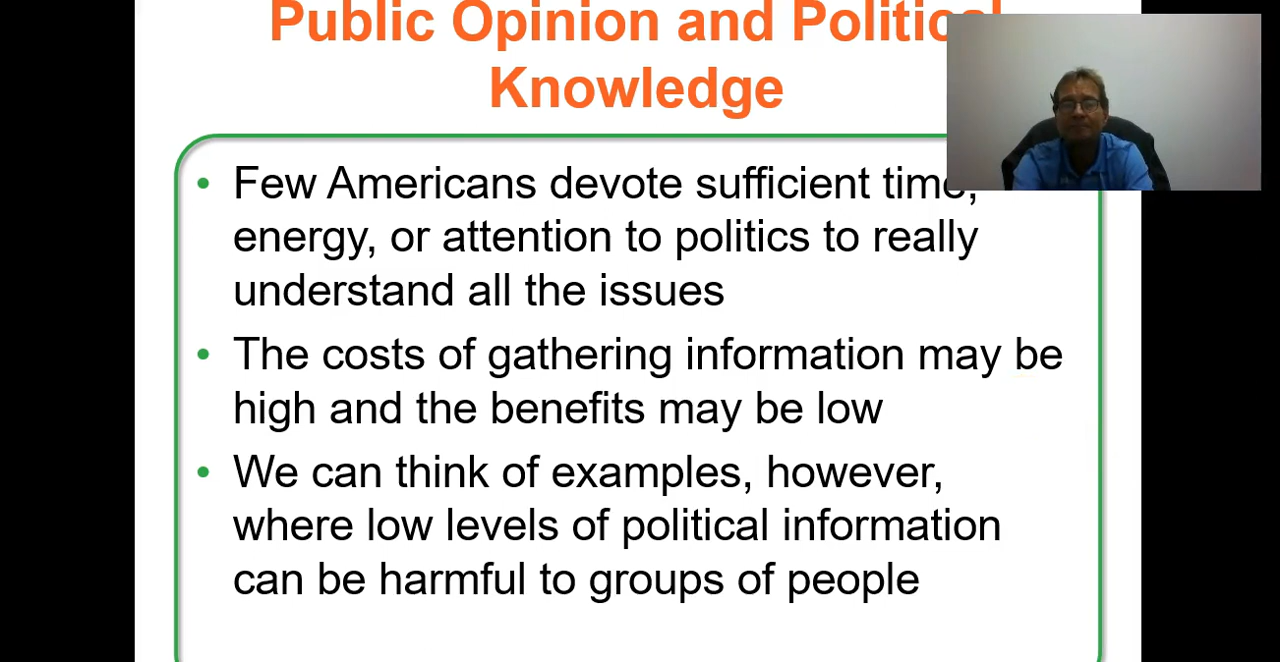 Public Opinion and Political
Knowledge
• Few Americans devote sufficient time,
energy, or attention to politics to really
understand all the issues
• The costs of gathering information may be
high and the benefits may be low
• We can think of examples, however,
where low levels of political information
can be harmful to groups of people